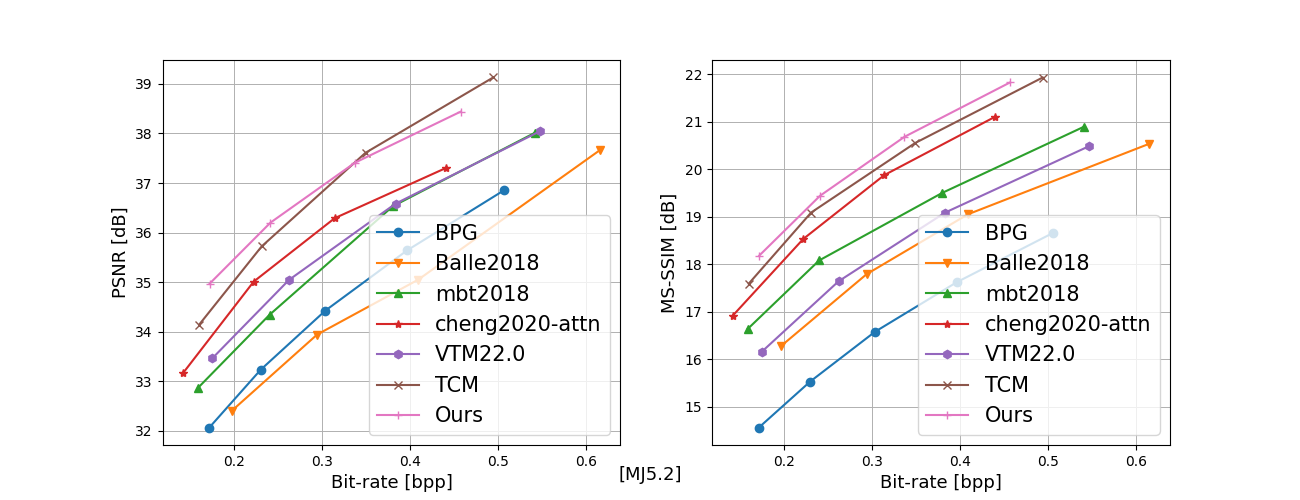 39
38
37
36
35
34
33
32
PSNR [dB]
0.2 0.3 0.4 0.5 0.6
Bit-rate [bpp]
BPG
Balle2018
mbt2018
cheng2020-attn
VTM22.0
TCM
Ours
22
21
20
19
18
17
16
15
MS-SSIM [dB]
0.2 0.3 0.4 0.5 0.6
Bit-rate [bpp]
BPG
Balle2018
mbt2018
cheng2020-attn
VTM22.0
TCM
Ours
[MJ5.2]